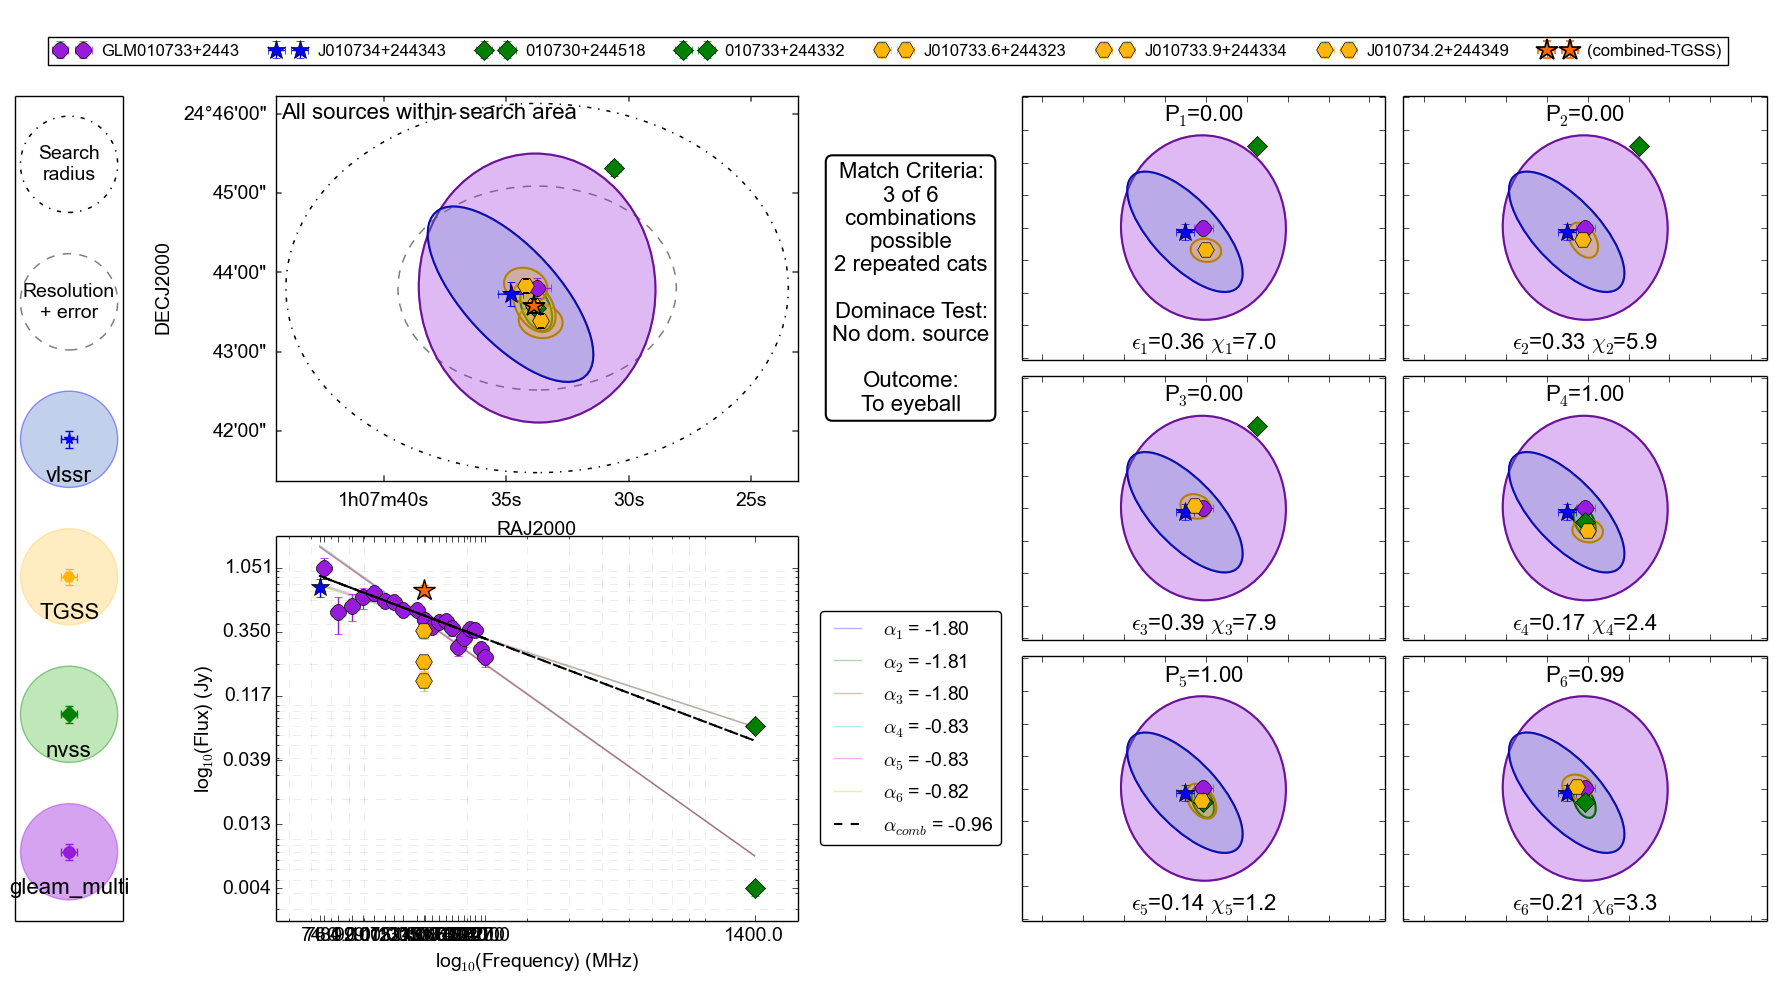 GLM010733+2443 J010734+244343 010730+244518 010733+244332 J010733.6+244323 J010733.9+244334 J010734.2+244349 (combined-TGSS)
Search
radius
Resolution
+ error
vlssr
TGSS
nvss
gleam_multi
All sources within search area
DECJ2000
24°46'00"
45'00"
44'00"
43'00"
42'00"
1h07m40s 35s 30s 25s
RAJ2000
Match Criteria:
3 of 6
combinations
possible
2 repeated cats
Dominace Test:
No dom. source
Outcome:
To eyeball
log10(Flux) (Jy)
1.051
0.350
0.117
0.039
0.013
0.004
1400.0
log10(Frequency) (MHz)
α1 = -1.80
α2 = -1.81
α3 = -1.80
α4 = -0.83
α5 = -0.83
α6 = -0.82
αcomb = -0.96
P1=0.00
ϵ1=0.36 χ1=7.0
P2=0.00
ϵ2=0.33 χ2=5.9
P3=0.00
ϵ3=0.39 χ3=7.9
P4=1.00
ϵ4=0.17 χ4=2.4
P5=1.00
ϵ5=0.14 χ5=1.2
P6=0.99
ϵ6=0.21 χ6=3.3